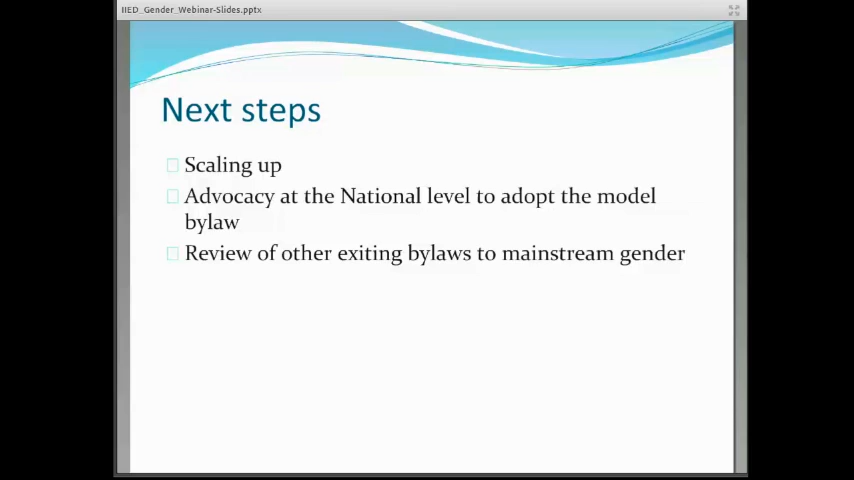 IIED_Gender_Webinar-Slides.pptx
Next steps
Scaling up
Advocacy at the National level to adopt the model
bylaw
Review of other exiting bylaws to mainstream gender